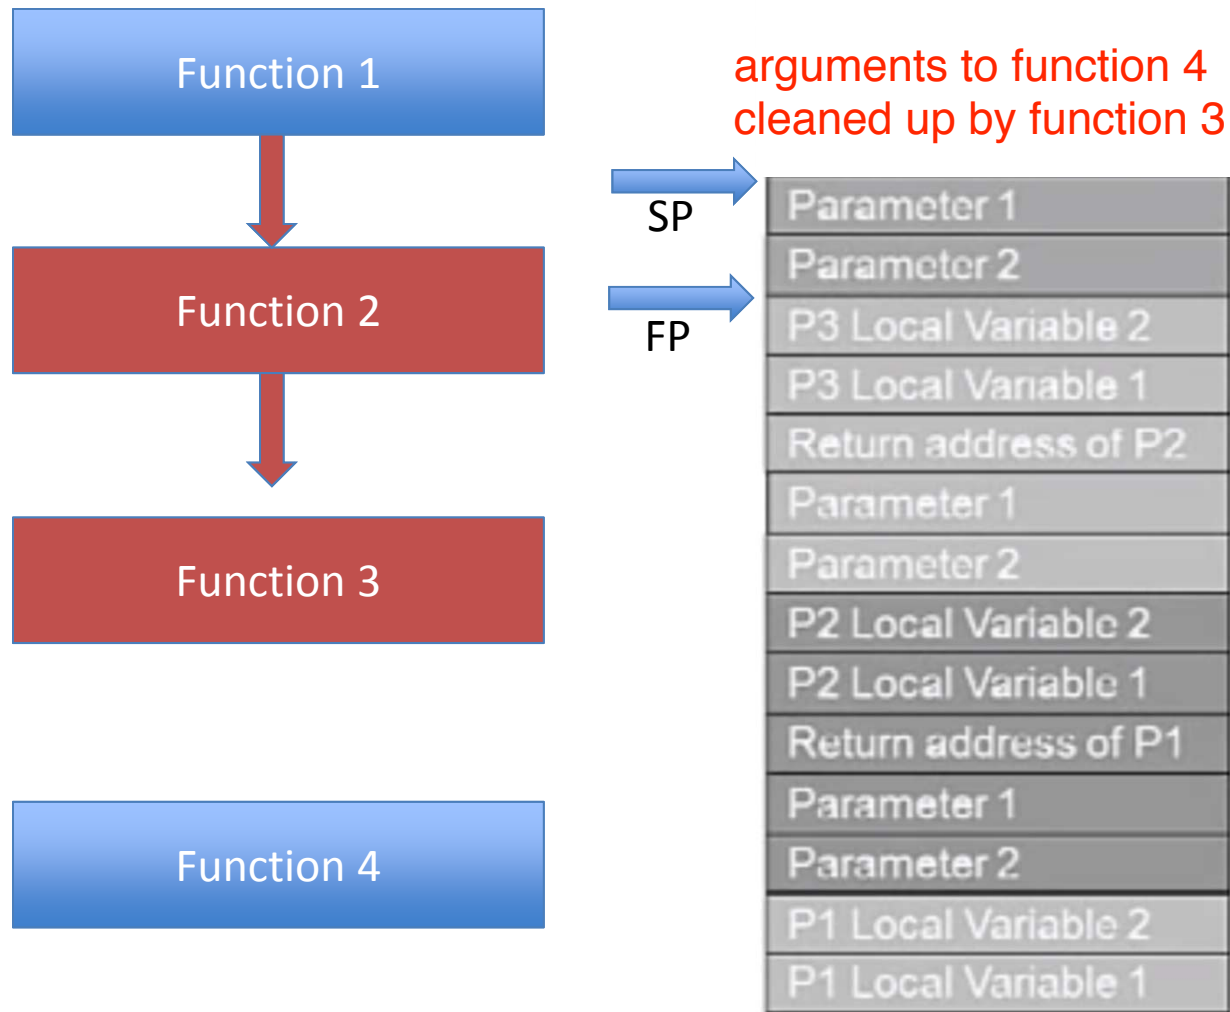 Function 1
Function 2
Function 3
Function 4
arguments to function 4
cleaned up by function 3
SP
FP
Parameter 1
Parameter 2
P3 Local Variable 2
P3 Local Variable 1
Return address of P2
Parameter 1
Parameter 2
P2 Local Variable 2
P2 Local Variable 1
Return address of P1
Parameter 1
Parameter 2
P1 Local Variable 2
P1 Local Variable 1